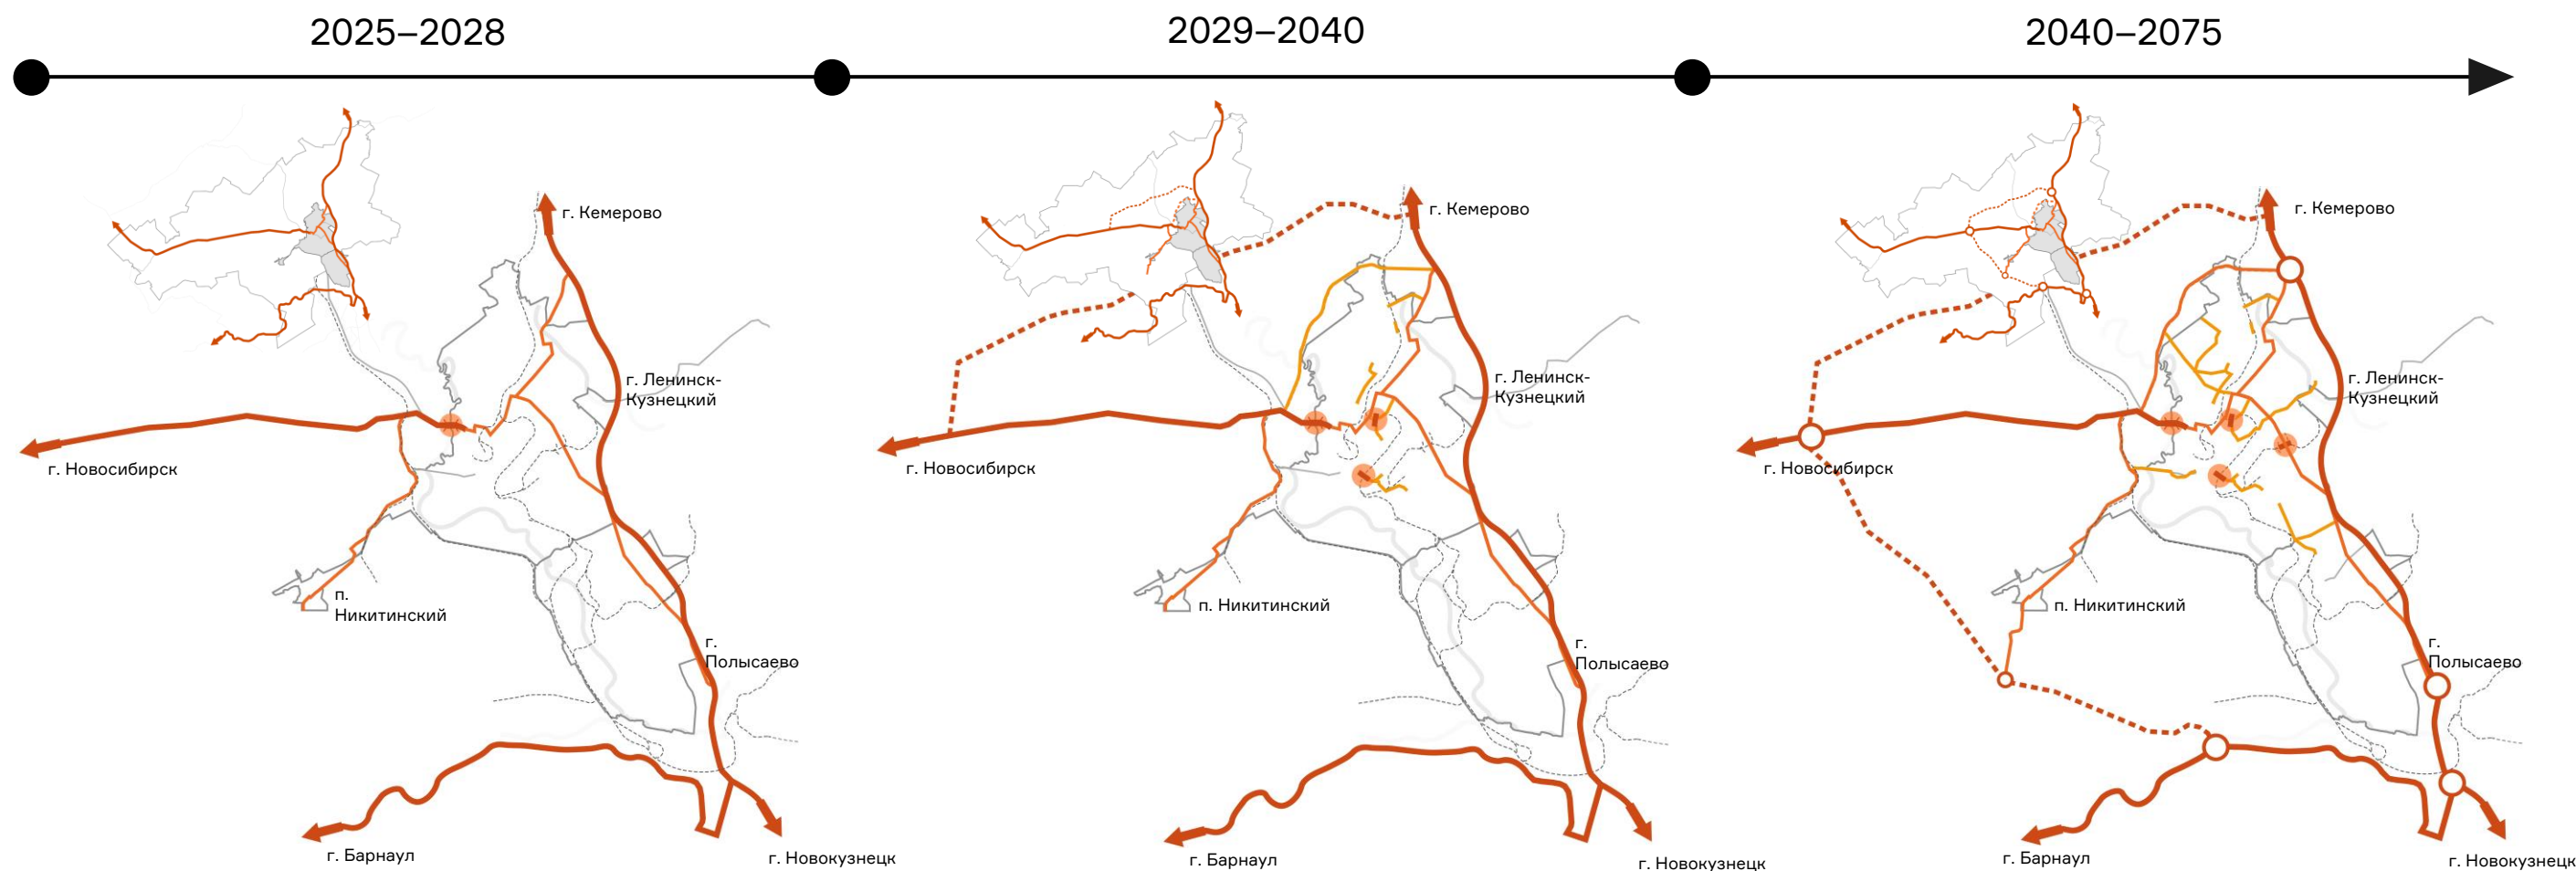 2025–2028
2029–2040
2040–2075
г. Кемерово
г. Ленинск-
Кузнецкий
г. Новосибирск
п.
Никитинский
г.
Полысаево
г. Барнаул
г. Новокузнецк
г. Кемерово
г. Ленинск-
Кузнецкий
г. Новосибирск
п. Никитинский
г.
Полысаево
г. Барнаул
г. Новокузнецк
г. Кемерово
г. Ленинск-
Кузнецкий
г. Новосибирск
п. Никитинский
г.
Полысаево
г. Барнаул
г. Новокузнецк